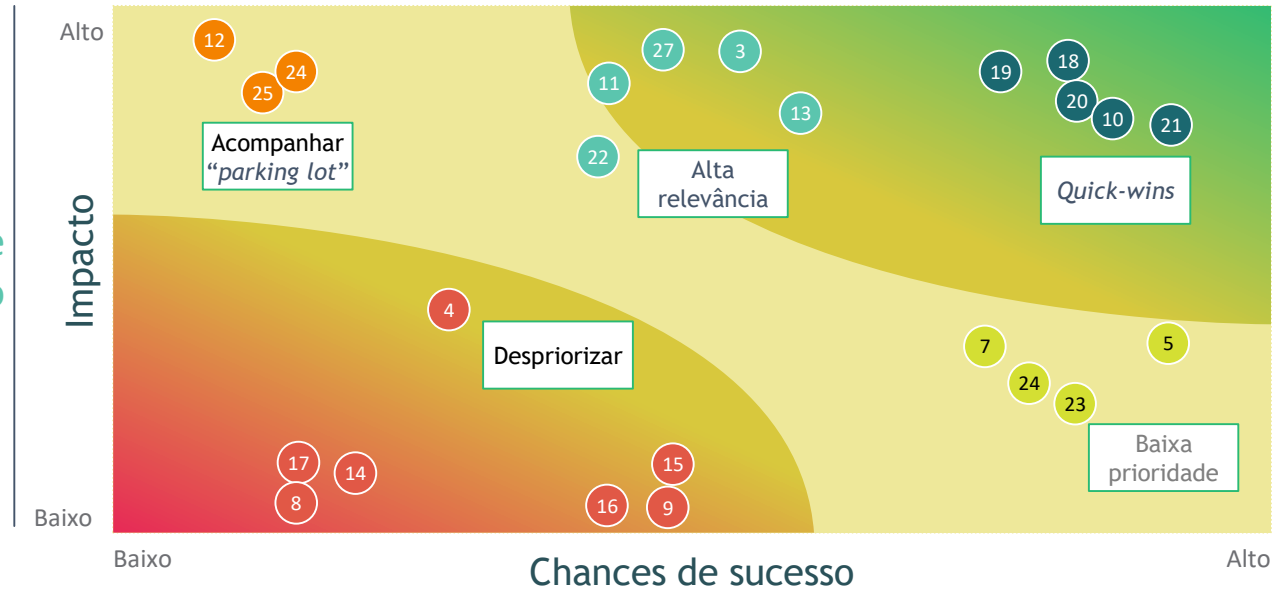 Alto
12
24
25
Acompanhar
“parking lot”
27
3
11
13
22
Alta
relevância
19
18
20
10
21
Quick-wins
Impacto
4
Despriorizar
7
5
24
23
Baixa
prioridade
17
14
8
15
16
9
Baixo
Baixo
Chances de sucesso
Alto